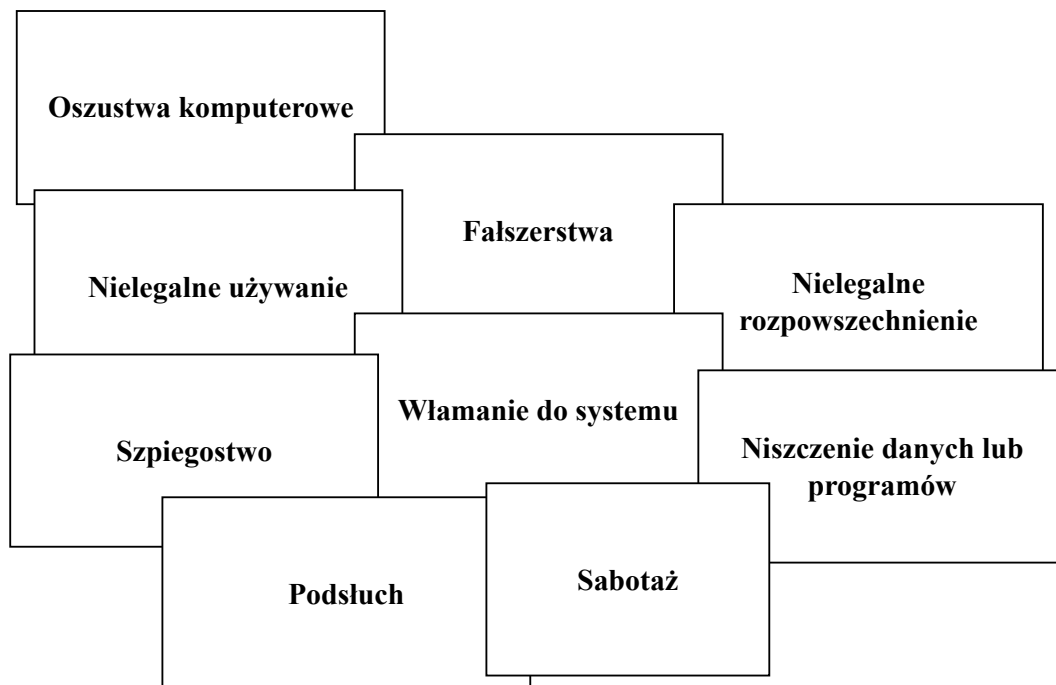 Oszustwa komputerowe
Fałszerstwa
Nielegalne używanie
Nielegalne
rozpowszechnienie
Włamanie do systemu
Szpiegostwo
Niszczenie danych lub
programów
Podsłuch
Sabotaż